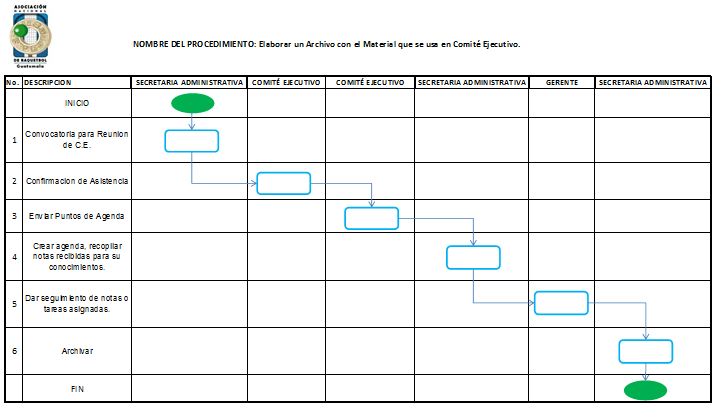 ASOCIACIÓN
DE RAQUETBOL
Guatemala
NOMBRE DEL PROCEDIMIENTO: Elaborar un Archivo con el Material que se usa en Comité Ejecutivo.
No. DESCRIPCION SECRETARIA ADMINISTRATIVA COMITÉ EJECUTIVO COMITÉ EJECUTIVO SECRETARIA ADMINISTRATIVA GERENTE SECRETARIA ADMINISTRATIVA
INICIO
1 Convocatoria para Reunion
de C.E.
2 Confirmacion de Asistencia
3 Enviar Puntos de Agenda
4 Crear agenda, recopilar
notas recibidas para su
conocimientos.
5 Dar seguimiento de notas o
tareas asignadas.
6 Archivar
FIN